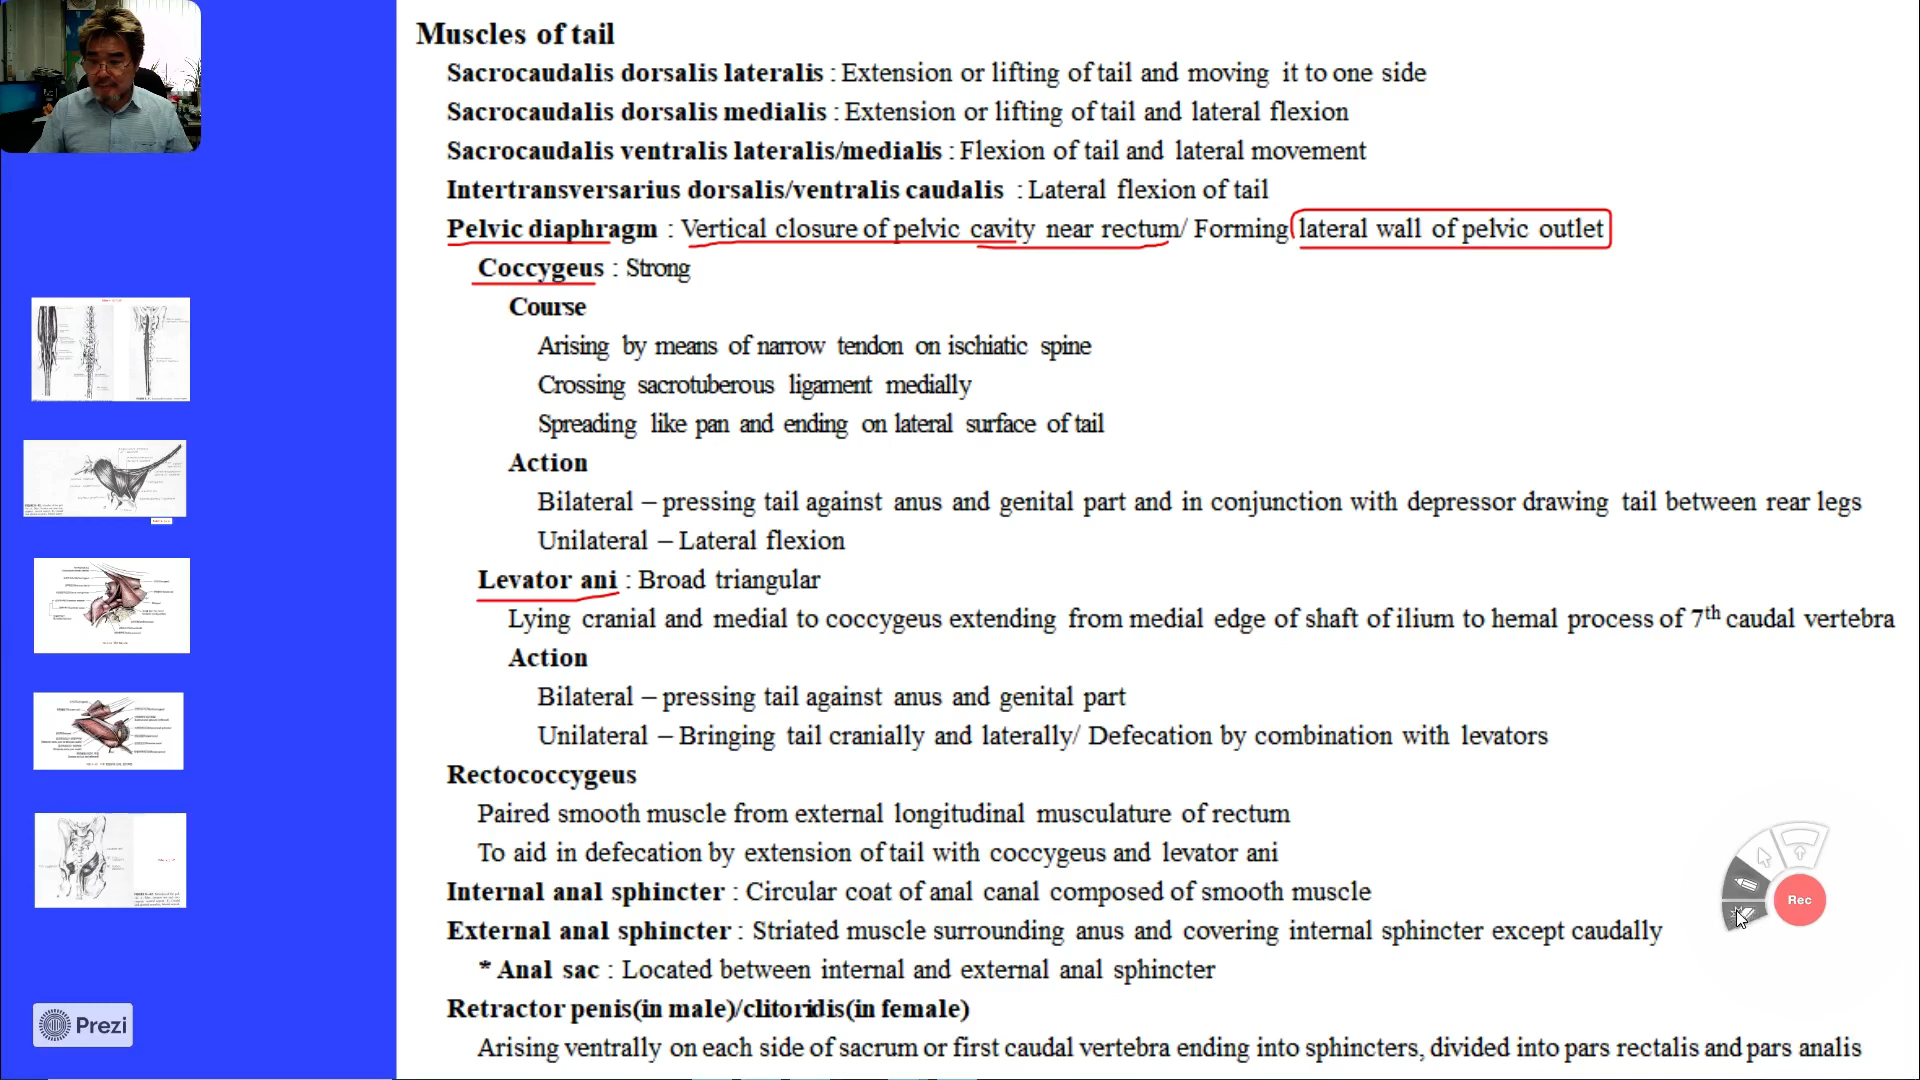 Muscles of tail
Sacrocaudalis dorsalis lateralis : Extension or lifting of tail and moving it to one side
Sacrocaudalis dorsalis medialis : Extension or lifting of tail and lateral flexion
Sacrocaudalis ventralis lateralis/medialis : Flexion of tail and lateral movement
Intertransversarius dorsalis/ventralis caudalis : Lateral flexion of tail
Pelvic diaphragm : Vertical closure of pelvic cavity near rectum/ Forming lateral wall of pelvic outlet
Coccygeus : Strong
Course
Arising by means of narrow tendon on ischiatic spine
Crossing sacrotuberous ligament medially
Spreading like pan and ending on lateral surface of tail
Action
Bilateral – pressing tail against anus and genital part and in conjunction with depressor drawing tail between rear legs
Unilateral – Lateral flexion
Levator ani : Broad triangular
Lying cranial and medial to coccygeus extending from medial edge of shaft of ilium to hemal process of 7th caudal vertebra
Action
Bilateral – pressing tail against anus and genital part
Unilateral – Bringing tail cranially and laterally/ Defecation by combination with levators
Rectococcygeus
Paired smooth muscle from external longitudinal musculature of rectum
To aid in defecation by extension of tail with coccygeus and levator ani
Internal anal sphincter : Circular coat of anal canal composed of smooth muscle
External anal sphincter : Striated muscle surrounding anus and covering internal sphincter except caudally
* Anal sac : Located between internal and external anal sphincter
Retractor penis(in male)/clitoridis(in female)
Arising ventrally on each side of sacrum or first caudal vertebra ending into sphincters, divided into pars rectalis and pars analis
Rec
Prezi